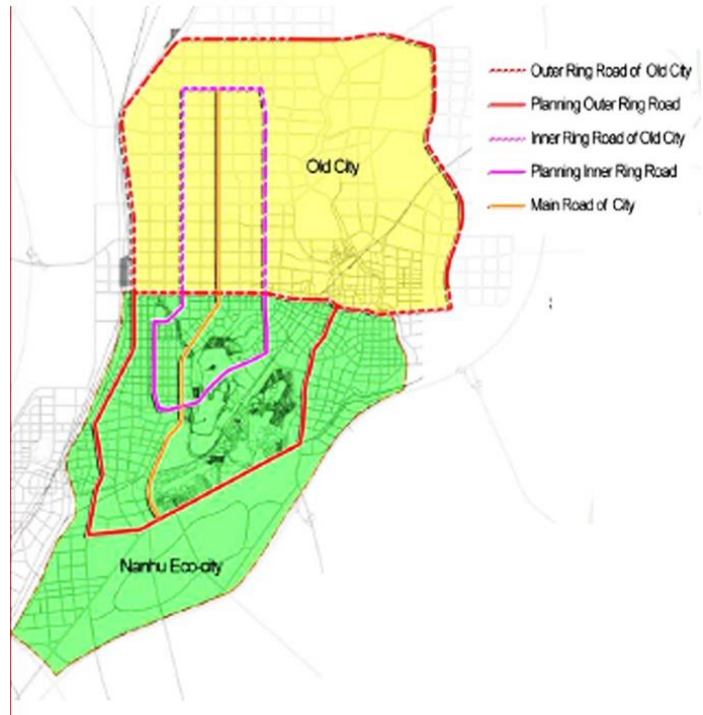 Outer Ring Road of Old City
Planning Outer Ring Road
Inner Ring Road of Old City
Planning Inner Ring Road
Main Road of City
Old City
Nanhu Eco-city